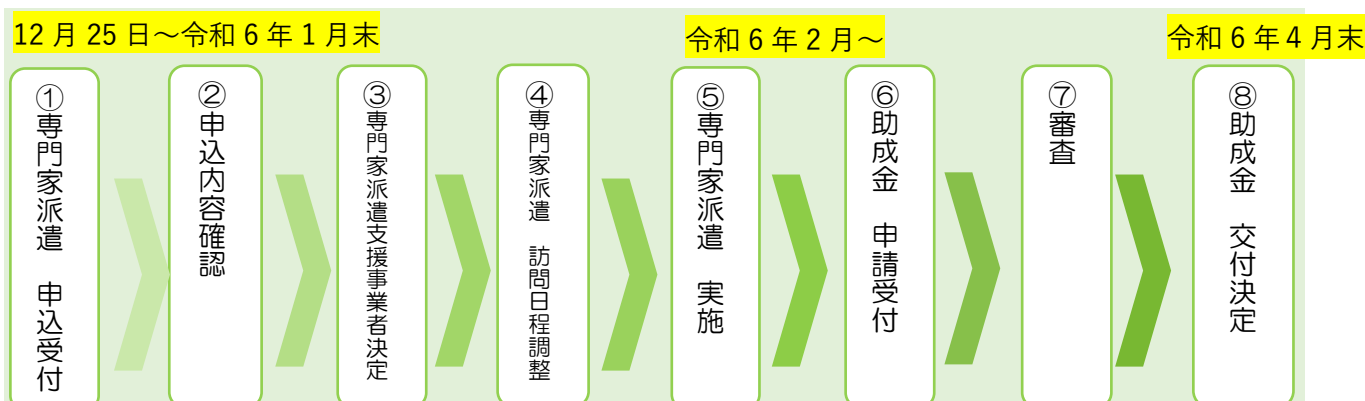 12月25日～令和6年1月末
令和6年2月～
令和6年4月末
①専門家派遣　申込受付
②申込内容確認
③専門家派遣支援事業者決定
④専門家派遣　訪問日程調整
⑤専門家派遣　実施
⑥助成金　申請受付
⑦審査
⑧助成金　交付決定